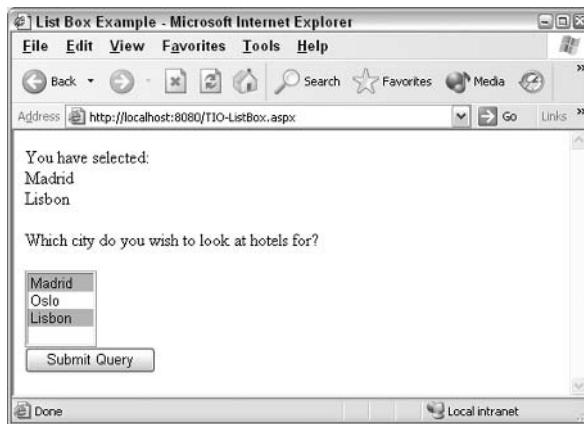 List Box Example - Microsoft Internet Explorer
File Edit View Favorites Tools Help
Back Search Favorites Media »
Address http://localhost:8080/TIO-ListBox.aspx Go Links »
You have selected:
Madrid
Lisbon
Which city do you wish to look at hotels for?
Madrid
Oslo
Lisbon
Submit Query
Done Local intranet